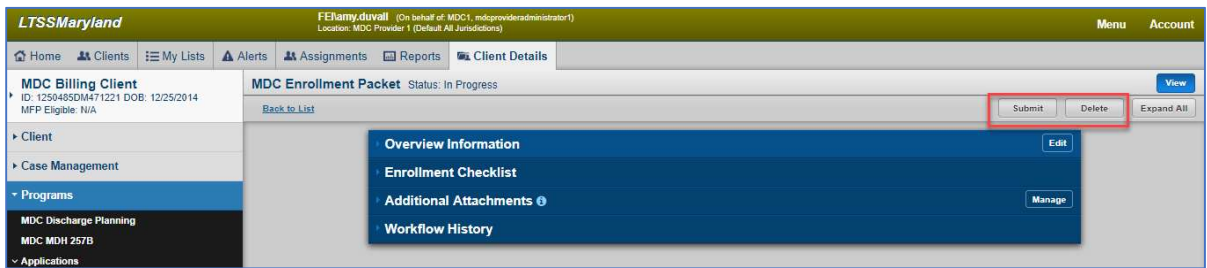 LTSSMaryland
FEI\amy.duvall (On behalf of: MDC1, mdcprovideradministrator1)
Location: MDC Provider 1 (Default All Jurisdictions)
Menu Account
Home Clients My Lists Alerts Assignments Reports Client Details
MDC Billing Client
ID: 1250485DM471221 DOB: 12/25/2014
MFP Eligible: N/A
MDC Enrollment Packet Status: In Progress
View
Back to List
Submit Delete Expand All
Client
Case Management
Programs
MDC Discharge Planning
MDC MDH 257B
Applications
Overview Information Edit
Enrollment Checklist
Additional Attachments Manage
Workflow History